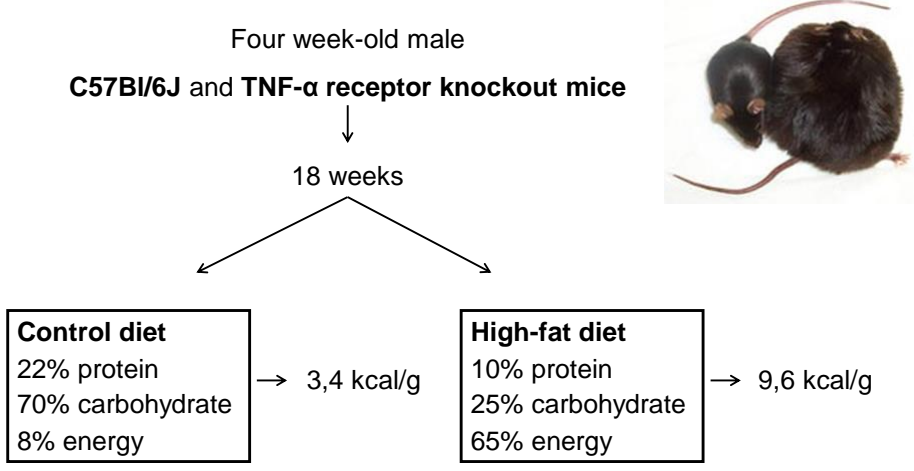 Four week-old male
C57Bl/6J and TNF-α receptor knockout mice
18 weeks
Control diet
22% protein
70% carbohydrate
8% energy
3,4 kcal/g
High-fat diet
10% protein
25% carbohydrate
65% energy
9,6 kcal/g